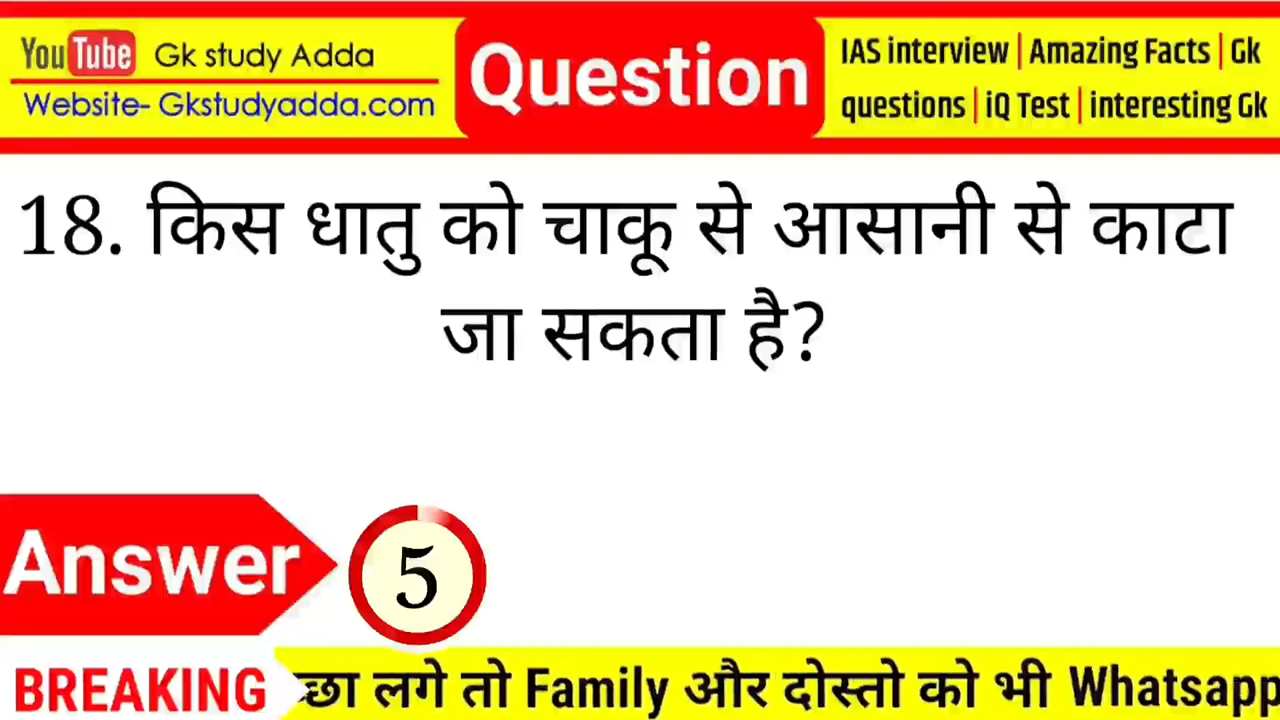 YouTube Gk study Adda
Website- Gkstudyadda.com
Question
IAS interview | Amazing Facts | Gk
questions | iQ Test | interesting Gk
18. किस धातु को चाकू से आसानी से काटा
जा सकता है?
Answer
5
BREAKING
च्छा लगे तो Family और दोस्तो को भी Whatsapp